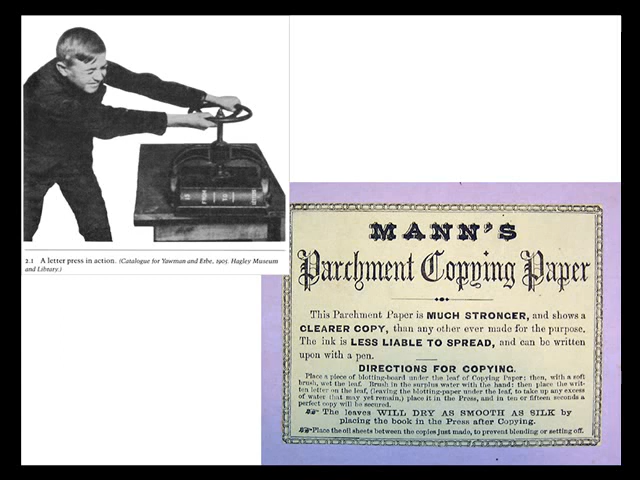 2.1 A letter press in action. (Catalogue for Yawman and Erbe, 1905. Hagley Museum
and Library.)
MANN'S
Parchment Copying Paper
This Parchment Paper is MUCH STRONGER, and shows a
CLEARER COPY, than any other ever made for the purpose.
The ink is LESS LIABLE TO SPREAD, and can be written
upon with a pen.
DIRECTIONS FOR COPYING.
Place a piece of blotting-board under the leaf of Copying Paper; then, with a soft
brush, wet the leaf. Brush in the surplus water with the hand: then place the writ-
ten letter on the leaf, (leaving the blotting-paper under the leaf, to take up any excess
of water that may yet remain,) place it in the Press, and in ten or fifteen seconds a
perfect copy will be secured.
The leaves WILL DRY AS SMOOTH AS SILK by
placing the book in the Press after Copying.
Place the oil sheets between the copies just made, to prevent blending or setting off.